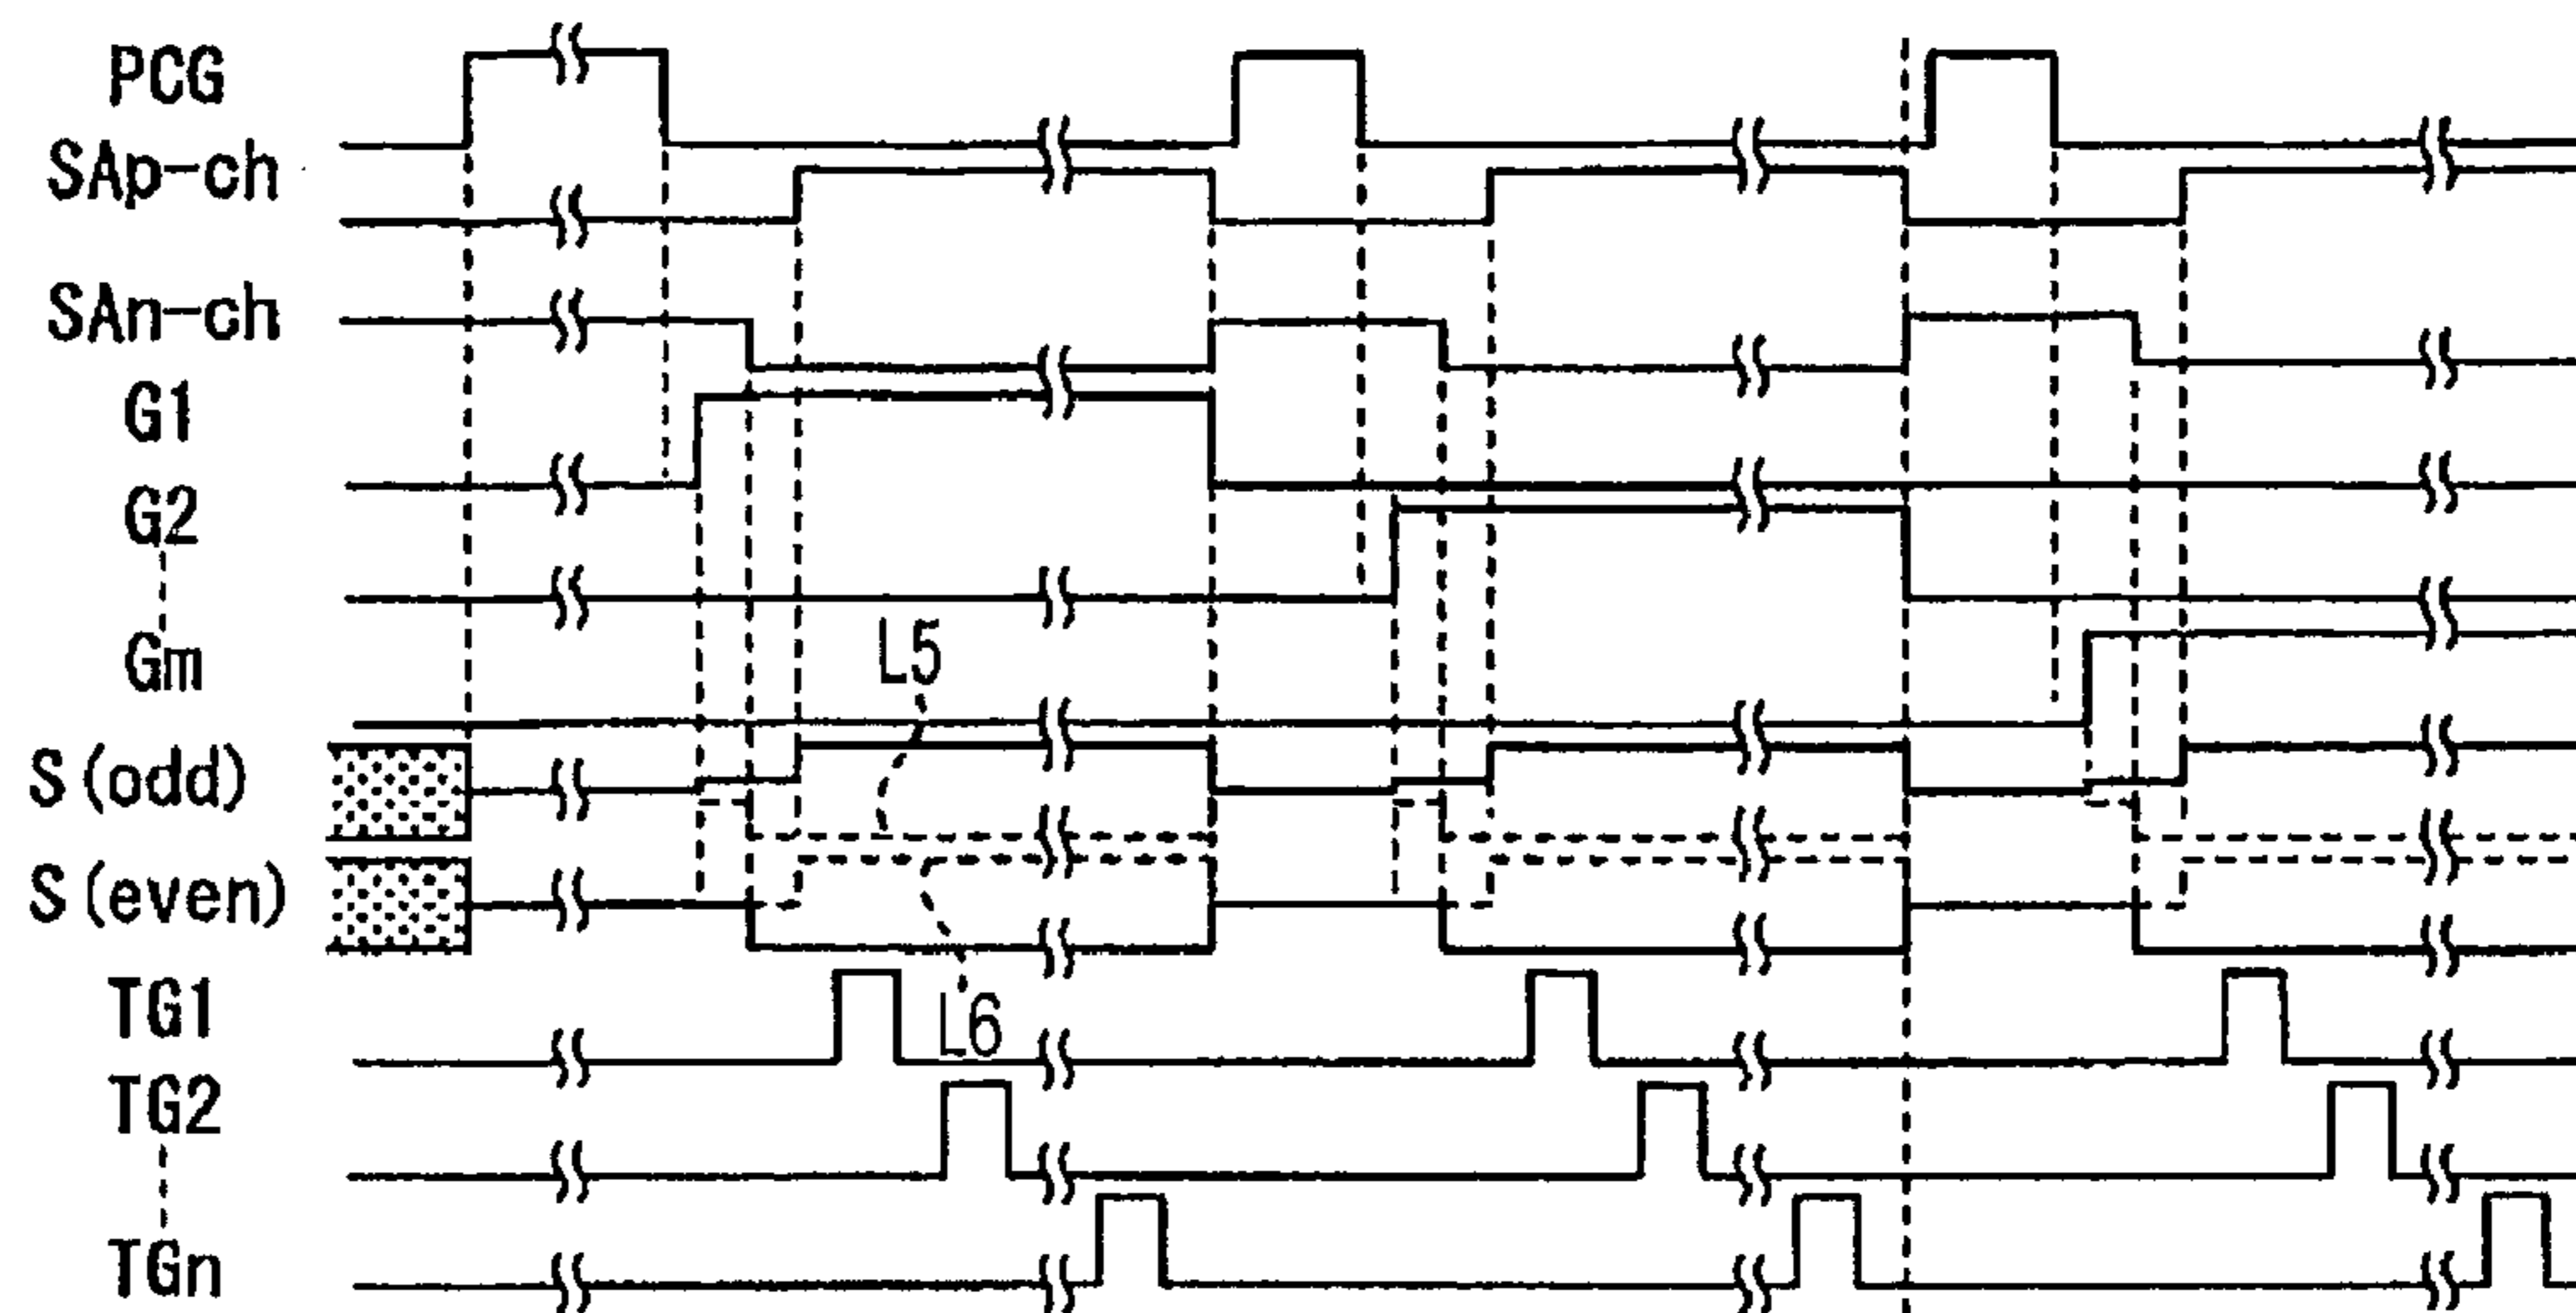 PCG
SAp-ch
SAn-ch
G1
G2
Gm
L5
S(odd)
S(even)
TG1
L6
TG2
TGn